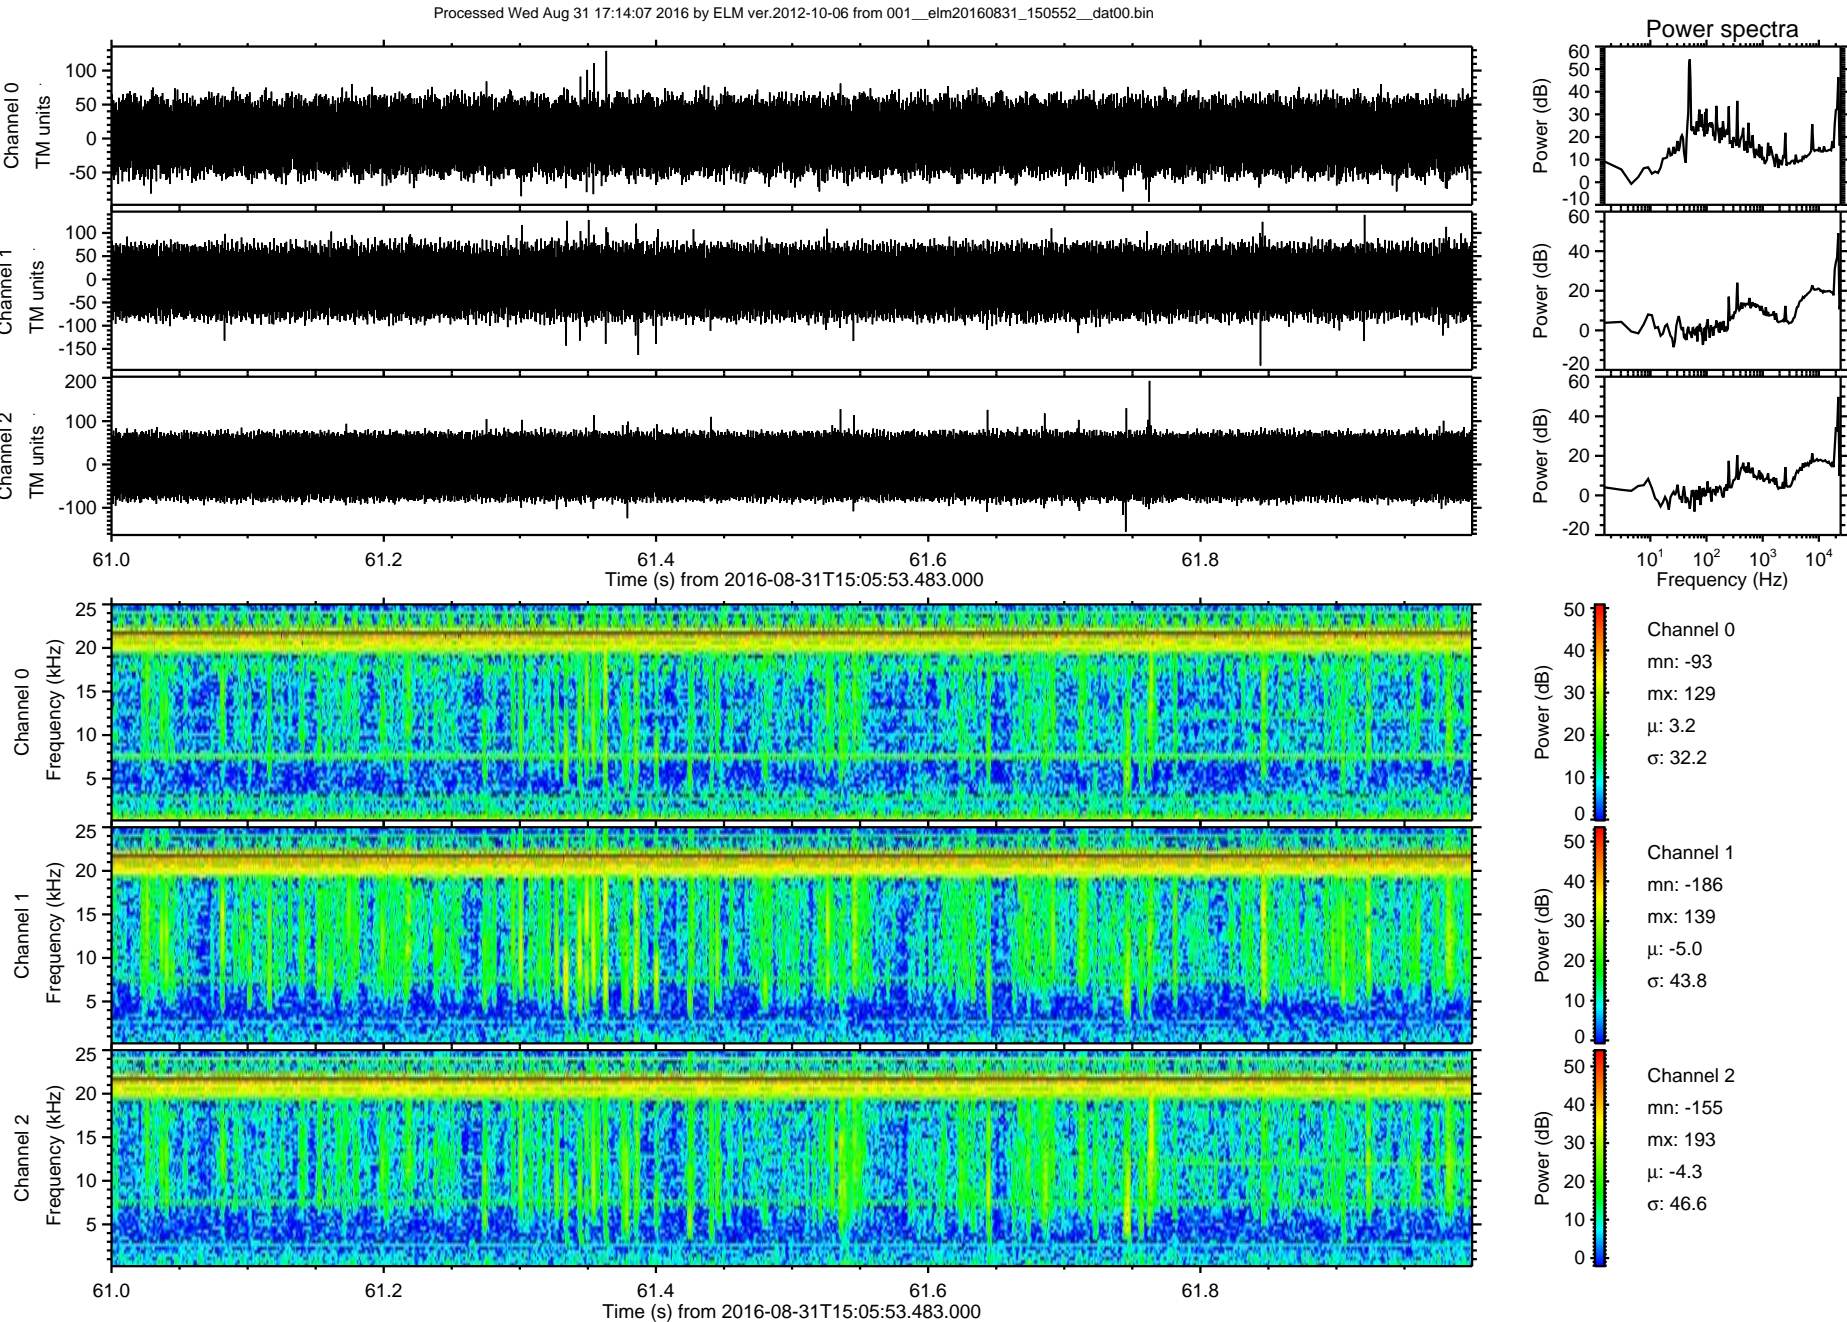 Processed Wed Aug 31 17:14:07 2016 by ELM ver.2012-10-06 from 001__elm20160831_150552__dat00.bin
Power spectra
Channel 0
TM units
100
50
0
-50
Power (dB)
60
50
40
30
20
10
0
-10
Channel 1
TM units
100
50
0
-50
-100
-150
Power (dB)
60
40
20
0
-20
Channel 2
TM units
200
100
0
-100
Power (dB)
60
40
20
0
-20
61.0 61.2 61.4 61.6 61.8
Time (s) from 2016-08-31T15:05:53.483.000
10^1 10^2 10^3 10^4
Frequency (Hz)
Channel 0
Frequency (kHz)
25
20
15
10
5
Power (dB)
50
40
30
20
10
0
Channel 0
mn: -93
mx: 129
μ: 3.2
σ: 32.2
Channel 1
Frequency (kHz)
25
20
15
10
5
Power (dB)
50
40
30
20
10
0
Channel 1
mn: -186
mx: 139
μ: -5.0
σ: 43.8
Channel 2
Frequency (kHz)
25
20
15
10
5
Power (dB)
50
40
30
20
10
0
Channel 2
mn: -155
mx: 193
μ: -4.3
σ: 46.6
61.0 61.2 61.4 61.6 61.8
Time (s) from 2016-08-31T15:05:53.483.000